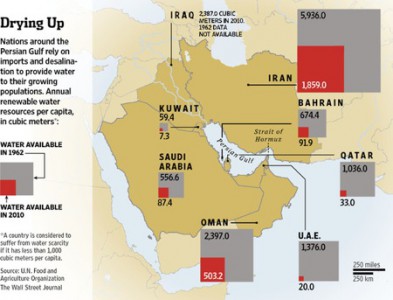 Drying Up
Nations around the
Persian Gulf rely on
imports and desalina-
tion to provide water
to their growing
populations. Annual
renewable water
resources per capita,
in cubic meters*:
WATER
AVAILABLE
IN 1962
WATER AVAILABLE
IN 2010
*A country is considered to
suffer from water scarcity
if it has less than 1,000
cubic meters per capita.
Source: U.N. Food and
Agriculture Organization
The Wall Street Journal
IRAQ
2,387.0 CUBIC
METERS IN 2010.
1962 DATA
NOT AVAILABLE
5,936.0
IRAN
1,859.0
KUWAIT
59.4
7.3
BAHRAIN
674.4
91.9
Strait of
Hormuz
Persian Gulf
SAUDI
ARABIA
556.6
87.4
QATAR
1,036.0
33.0
OMAN
2,397.0
503.2
U.A.E.
1,376.0
20.0
250 miles
250 km